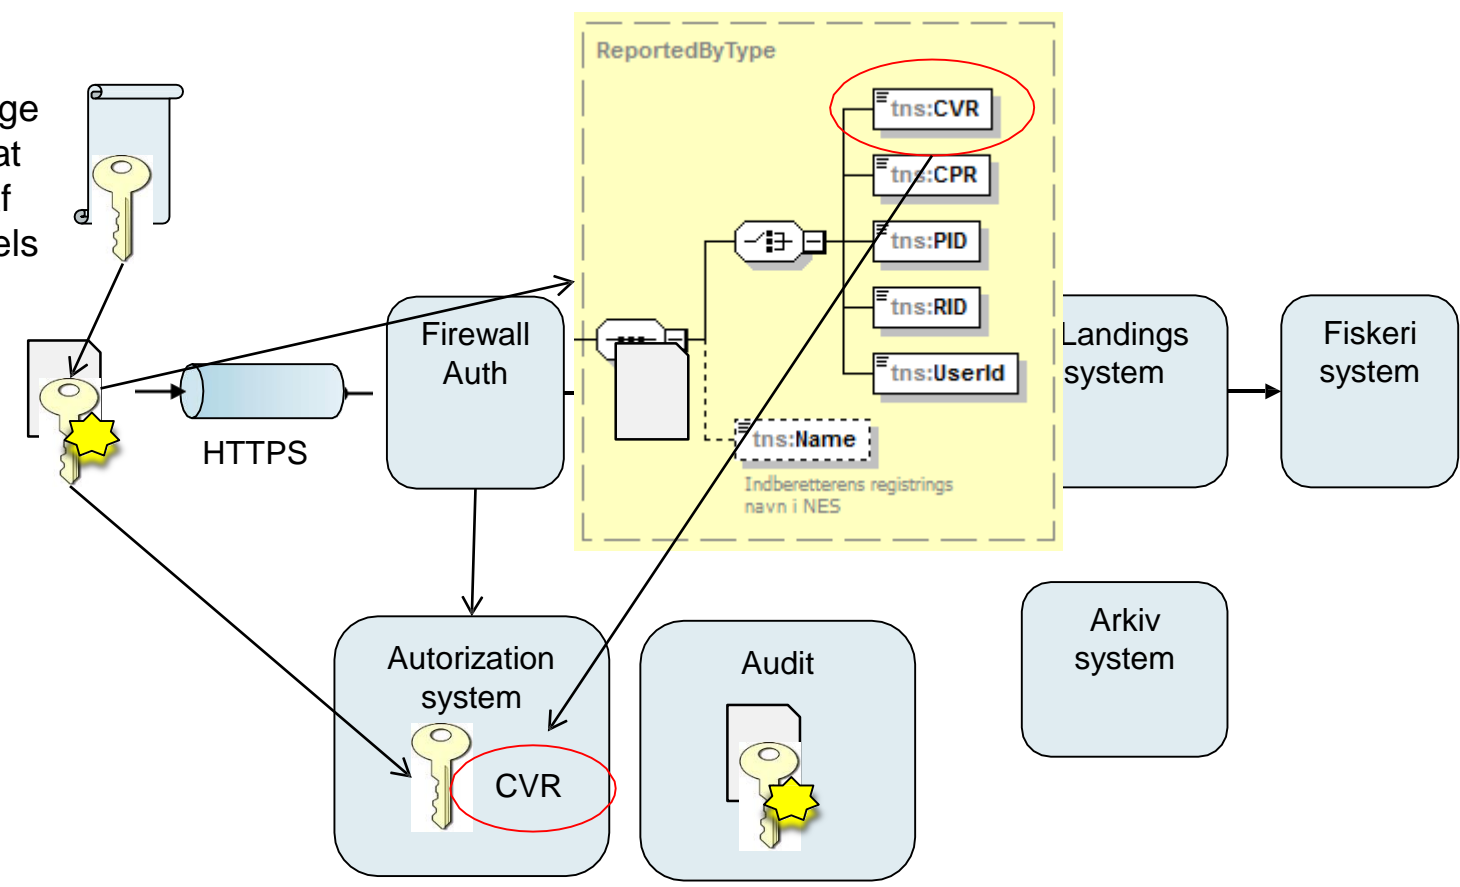 ge
at
f
els
ReportedByType
tns:CVR
tns:CPR
tns:PID
tns:RID
tns:UserId
tns:Name
Indberetterens registrings
navn i NES
HTTPS
Firewall
Auth
Landings
system
Fiskeri
system
Autorization
system
CVR
Audit
Arkiv
system